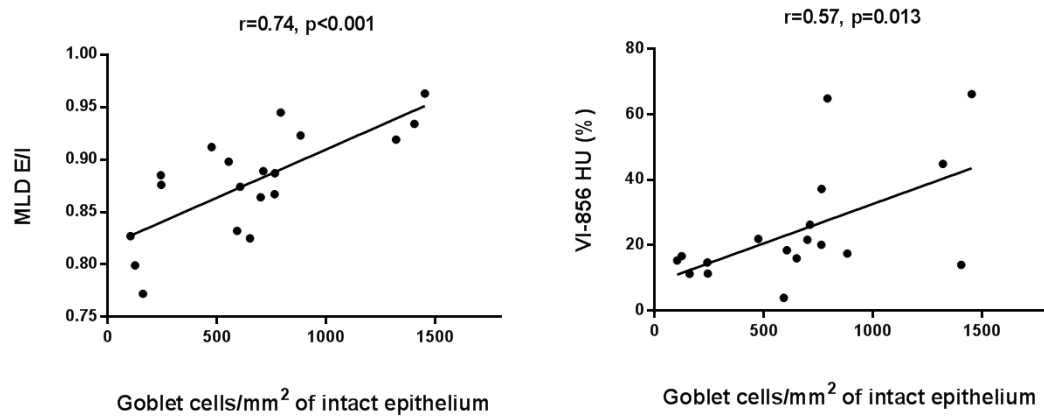 r=0.74, p<0.001
1.00
0.95
0.90
0.85
0.80
0.75
MLD E/I
0 500 1000 1500
Goblet cells/mm² of intact epithelium
r=0.57, p=0.013
80
60
40
20
0
VI-856 HU (%)
0 500 1000 1500
Goblet cells/mm² of intact epithelium